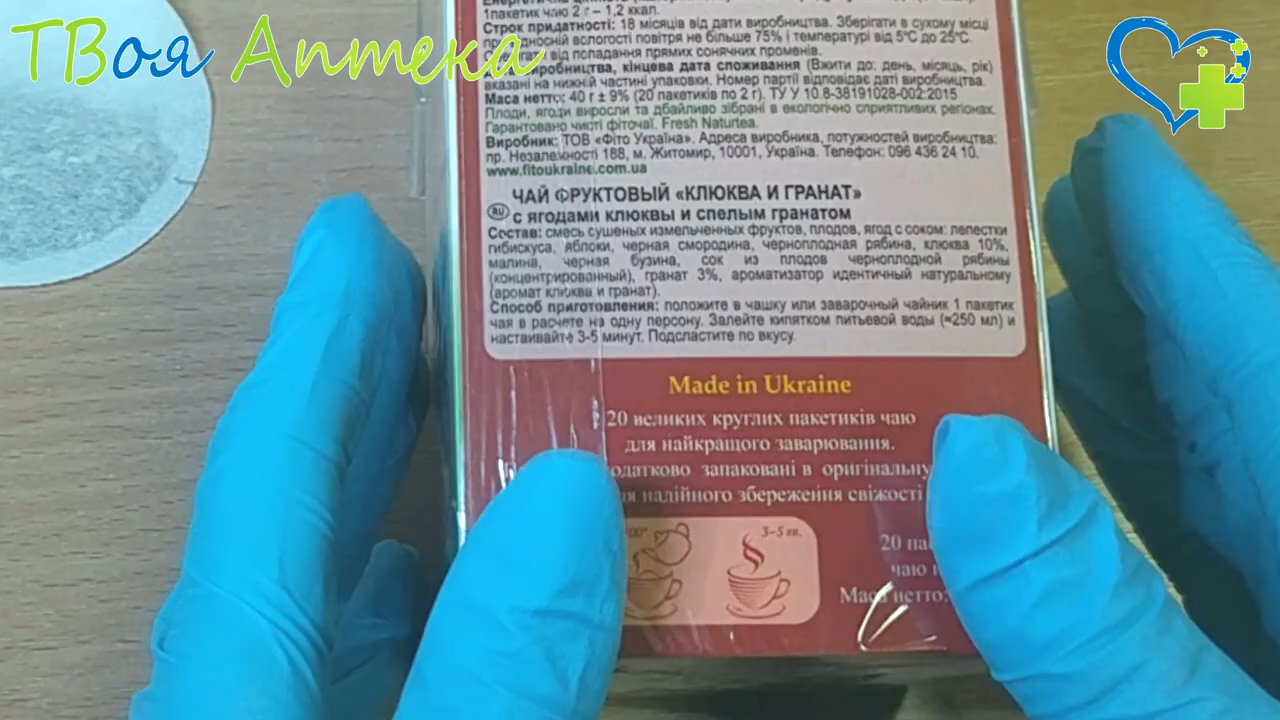 ТВоя Аптека
1пакетик чаю 2 г – 1,2 ккал.
Строк придатності: 18 місяців від дати виробництва. Зберігати в сухому місці
при відносній вологості повітря не більше 75% і температурі від 5°С до 25°С.
від попадання прямих сонячних променів.
виробництва, кінцева дата споживання (Вжити до: день, місяць, рік)
вказані на нижній частині упаковки. Номер партії відповідає даті виробництва.
Маса нетто: 40 г ± 9% (20 пакетиків по 2 г). ТУ У 10.8-38191028-002:2015
Плоди, ягоди виросли та дбайливо зібрані в екологічно сприятливих регіонах.
Гарантовано чисті фіточаї. Fresh Naturtea.
Виробник: ТОВ «Фіто Україна». Адреса виробника, потужностей виробництва:
пр. Незалежності 188, м. Житомир, 10001, Україна. Телефон: 096 436 24 10.
www.fitoukraine.com.ua
ЧАЙ ФРУКТОВЫЙ «КЛЮКВА И ГРАНАТ»
RU с ягодами клюквы и спелым гранатом
Состав: смесь сушеных измельченных фруктов, плодов, ягод с соком: лепестки
гибискуса, яблоки, черная смородина, черноплодная рябина, клюква 10%,
малина, черная бузина, сок из плодов черноплодной рябины
(концентрированный), гранат 3%, ароматизатор идентичный натуральному
(аромат клюква и гранат).
Способ приготовления: положите в чашку или заварочный чайник 1 пакетик
чая в расчете на одну персону. Залейте кипятком питьевой воды (≈250 мл) и
настаивайте 3-5 минут. Подсластите по вкусу.
Made in Ukraine
20 великих круглих пакетиків чаю
для найкращого заварювання.
одатково запаковані в оригінальну
ля надійного збереження свіжості
3–5 хв.
20 па
чаю
Маса нетто: